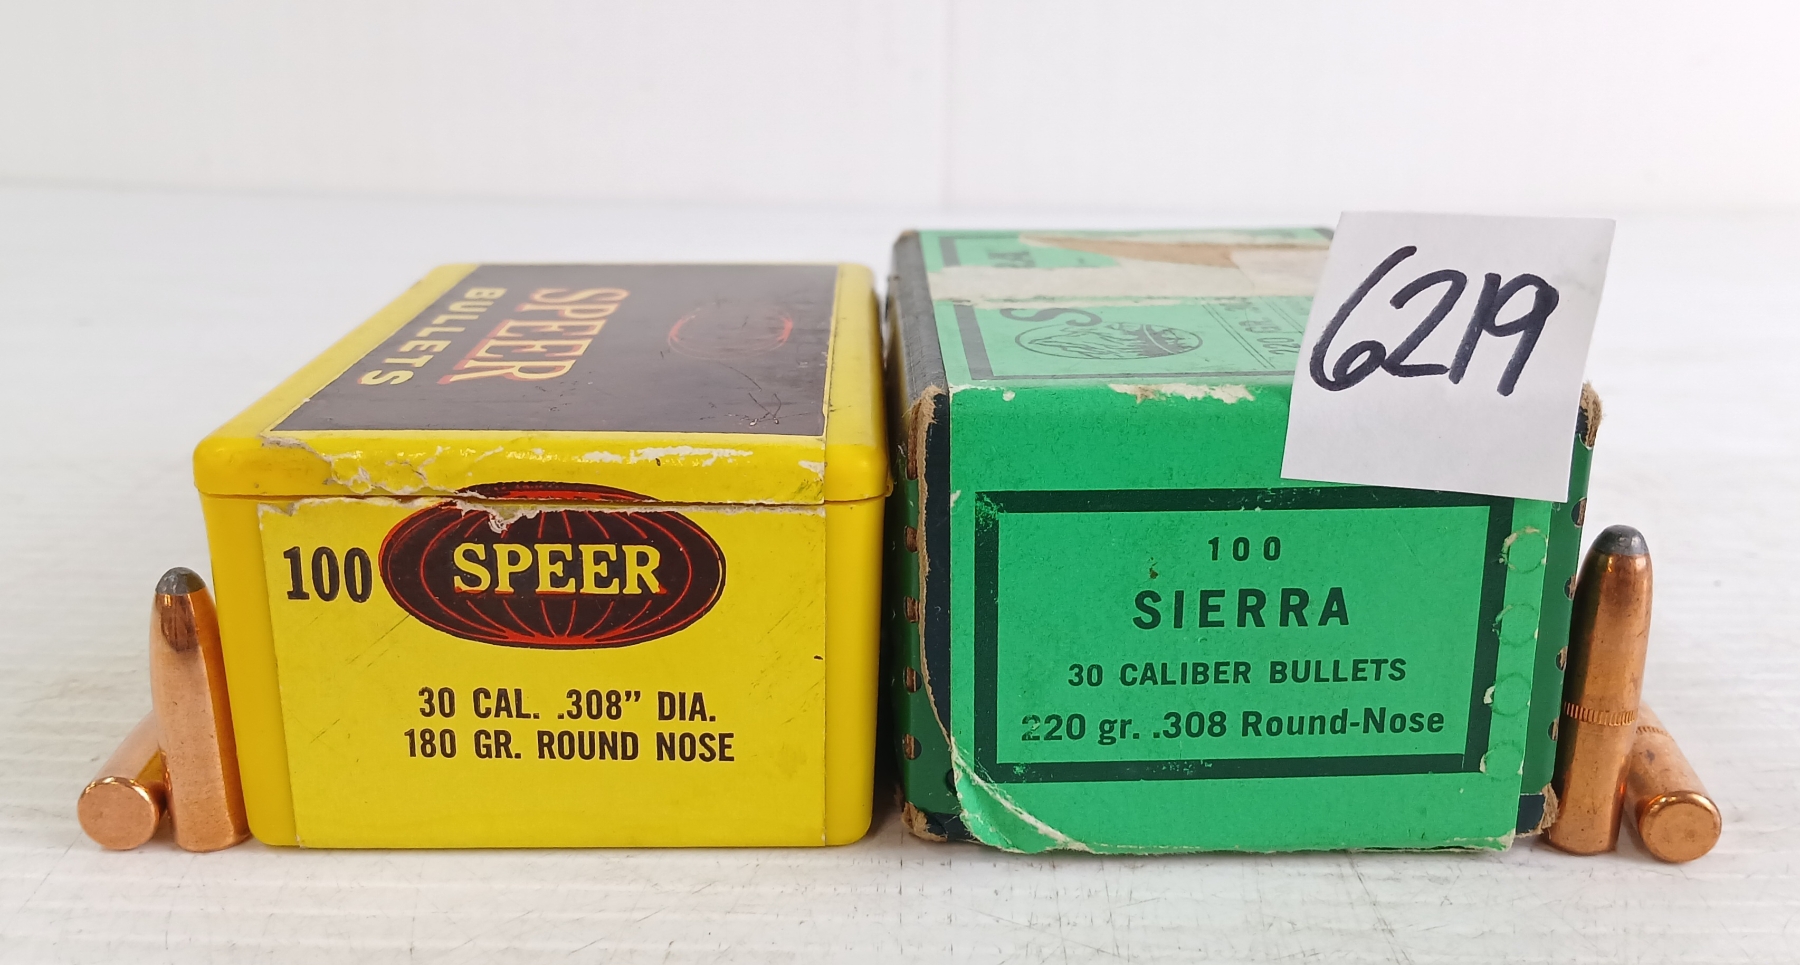 SPEER
BULLETS
100
SPEER
30 CAL. .308" DIA.
180 GR. ROUND NOSE
6219
100
SIERRA
30 CALIBER BULLETS
220 gr. .308 Round-Nose